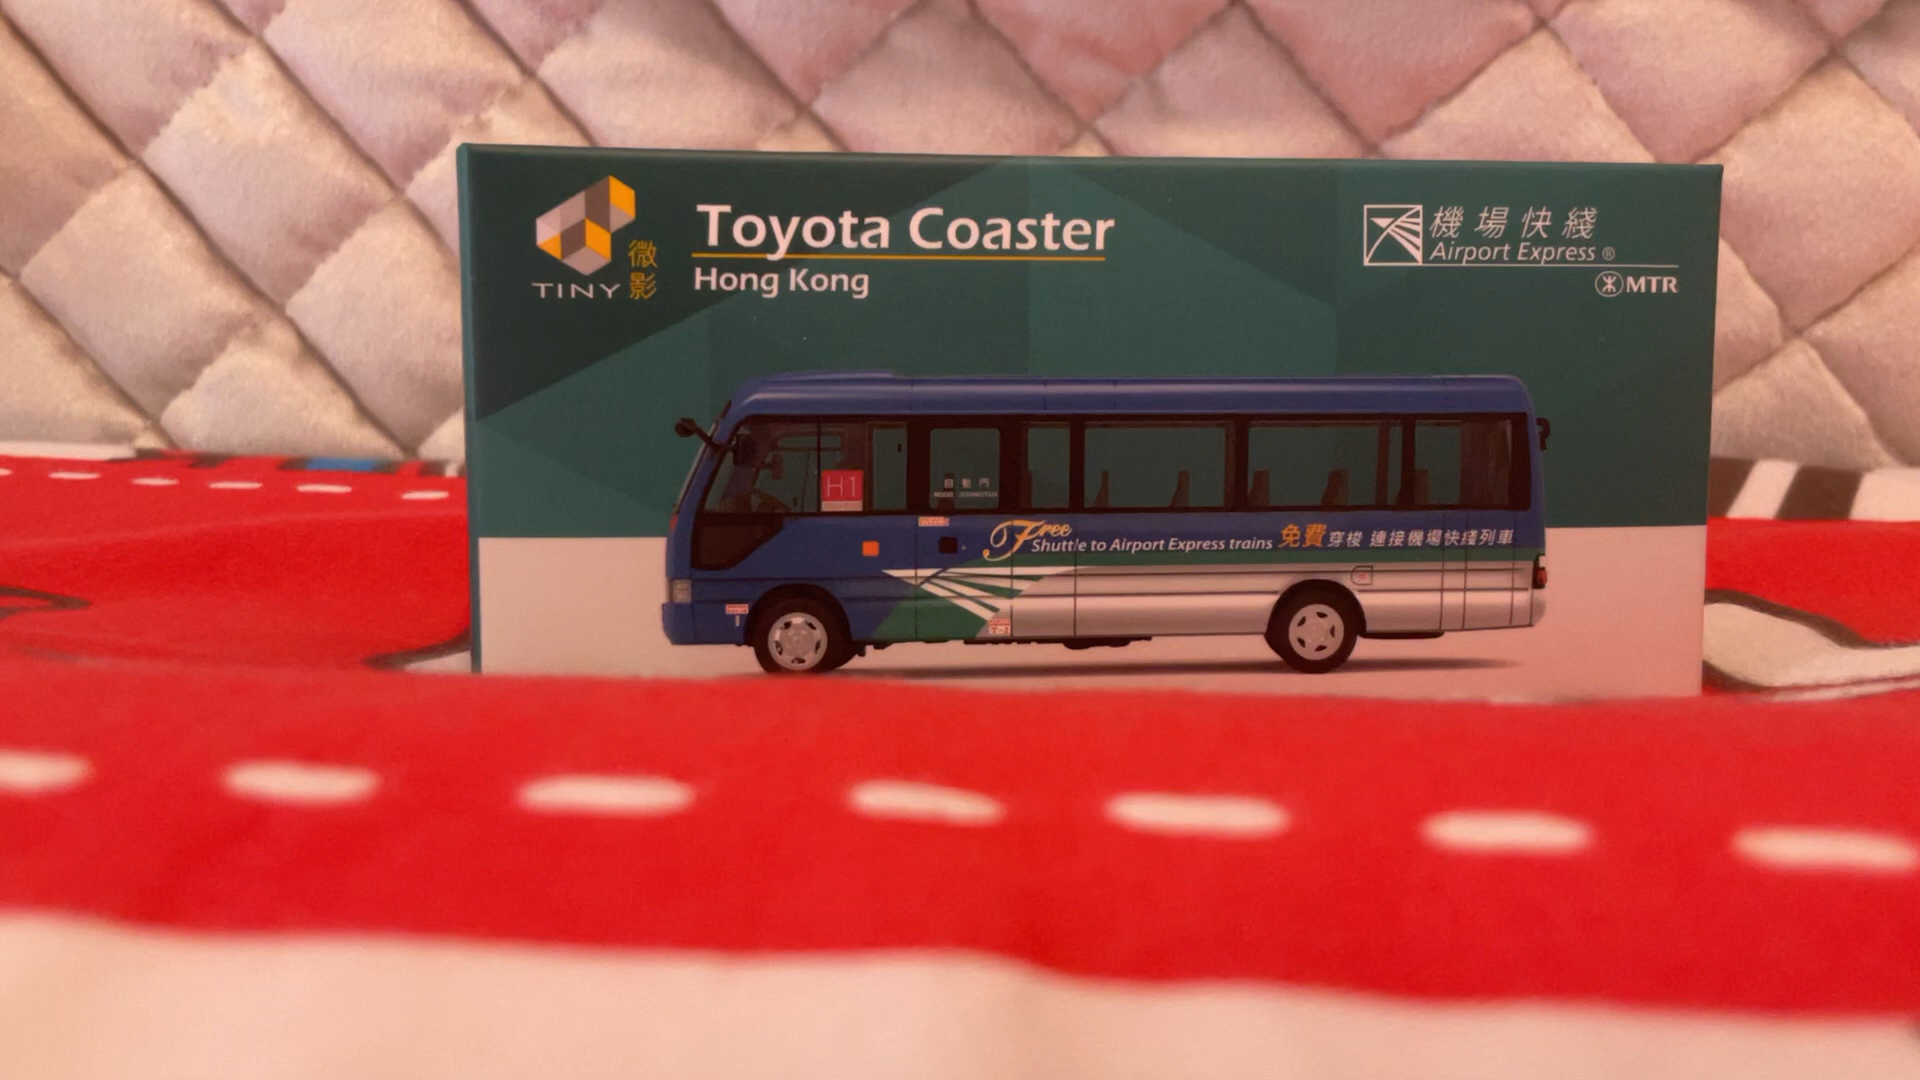 TINY 微影
Toyota Coaster
Hong Kong
機場快綫
Airport Express ®
MTR
H1
自動門
Free
Shuttle to Airport Express trains 免費穿梭 連接機場快綫列車